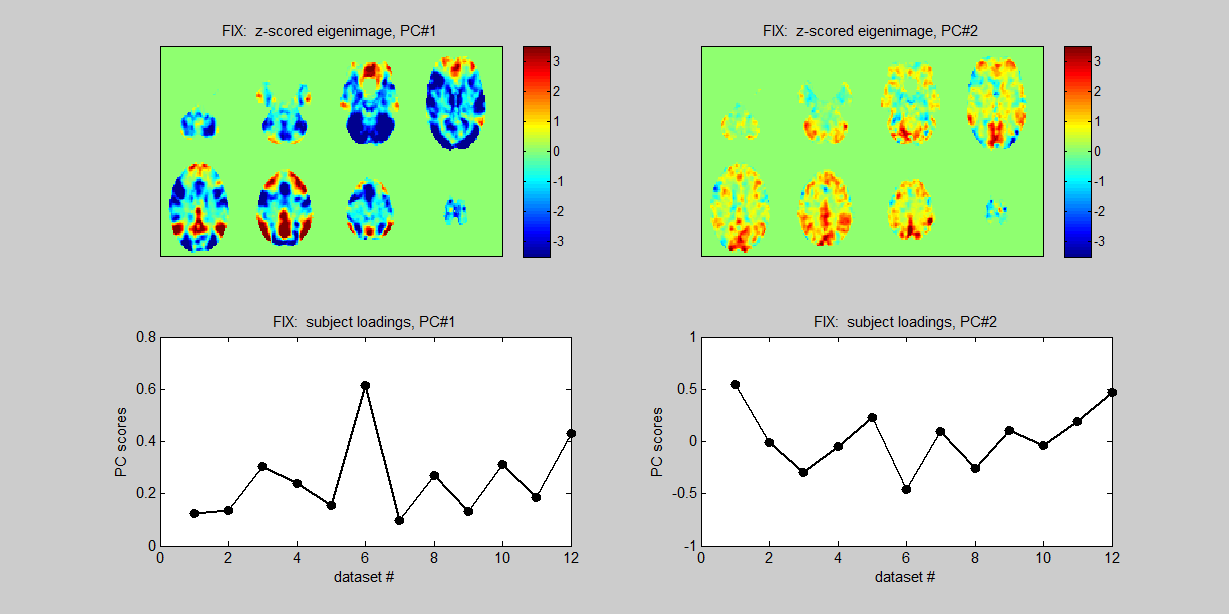 FIX:  z-scored eigenimage, PC#1
3
2
1
0
-1
-2
-3
FIX:  z-scored eigenimage, PC#2
3
2
1
0
-1
-2
-3
FIX:  subject loadings, PC#1
0.8
0.6
0.4
0.2
0
PC scores
0 2 4 6 8 10 12
dataset #
FIX:  subject loadings, PC#2
1
0.5
0
-0.5
-1
PC scores
0 2 4 6 8 10 12
dataset #